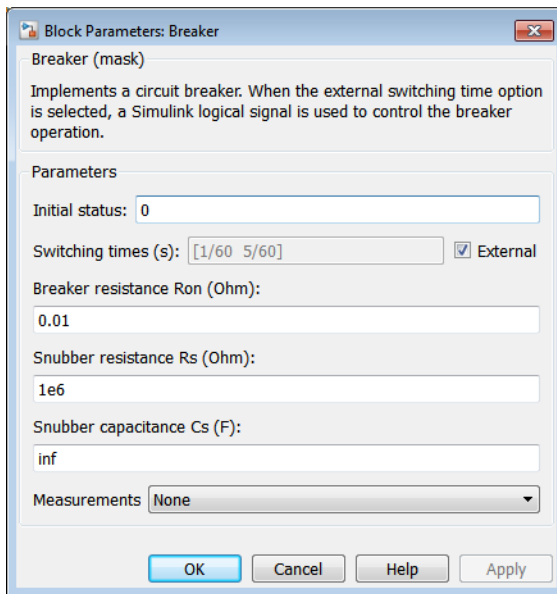 Block Parameters: Breaker
Breaker (mask)
Implements a circuit breaker. When the external switching time option
is selected, a Simulink logical signal is used to control the breaker
operation.
Parameters
Initial status: 0
Switching times (s): [1/60 5/60] External
Breaker resistance Ron (Ohm):
0.01
Snubber resistance Rs (Ohm):
1e6
Snubber capacitance Cs (F):
inf
Measurements None
OK Cancel Help Apply